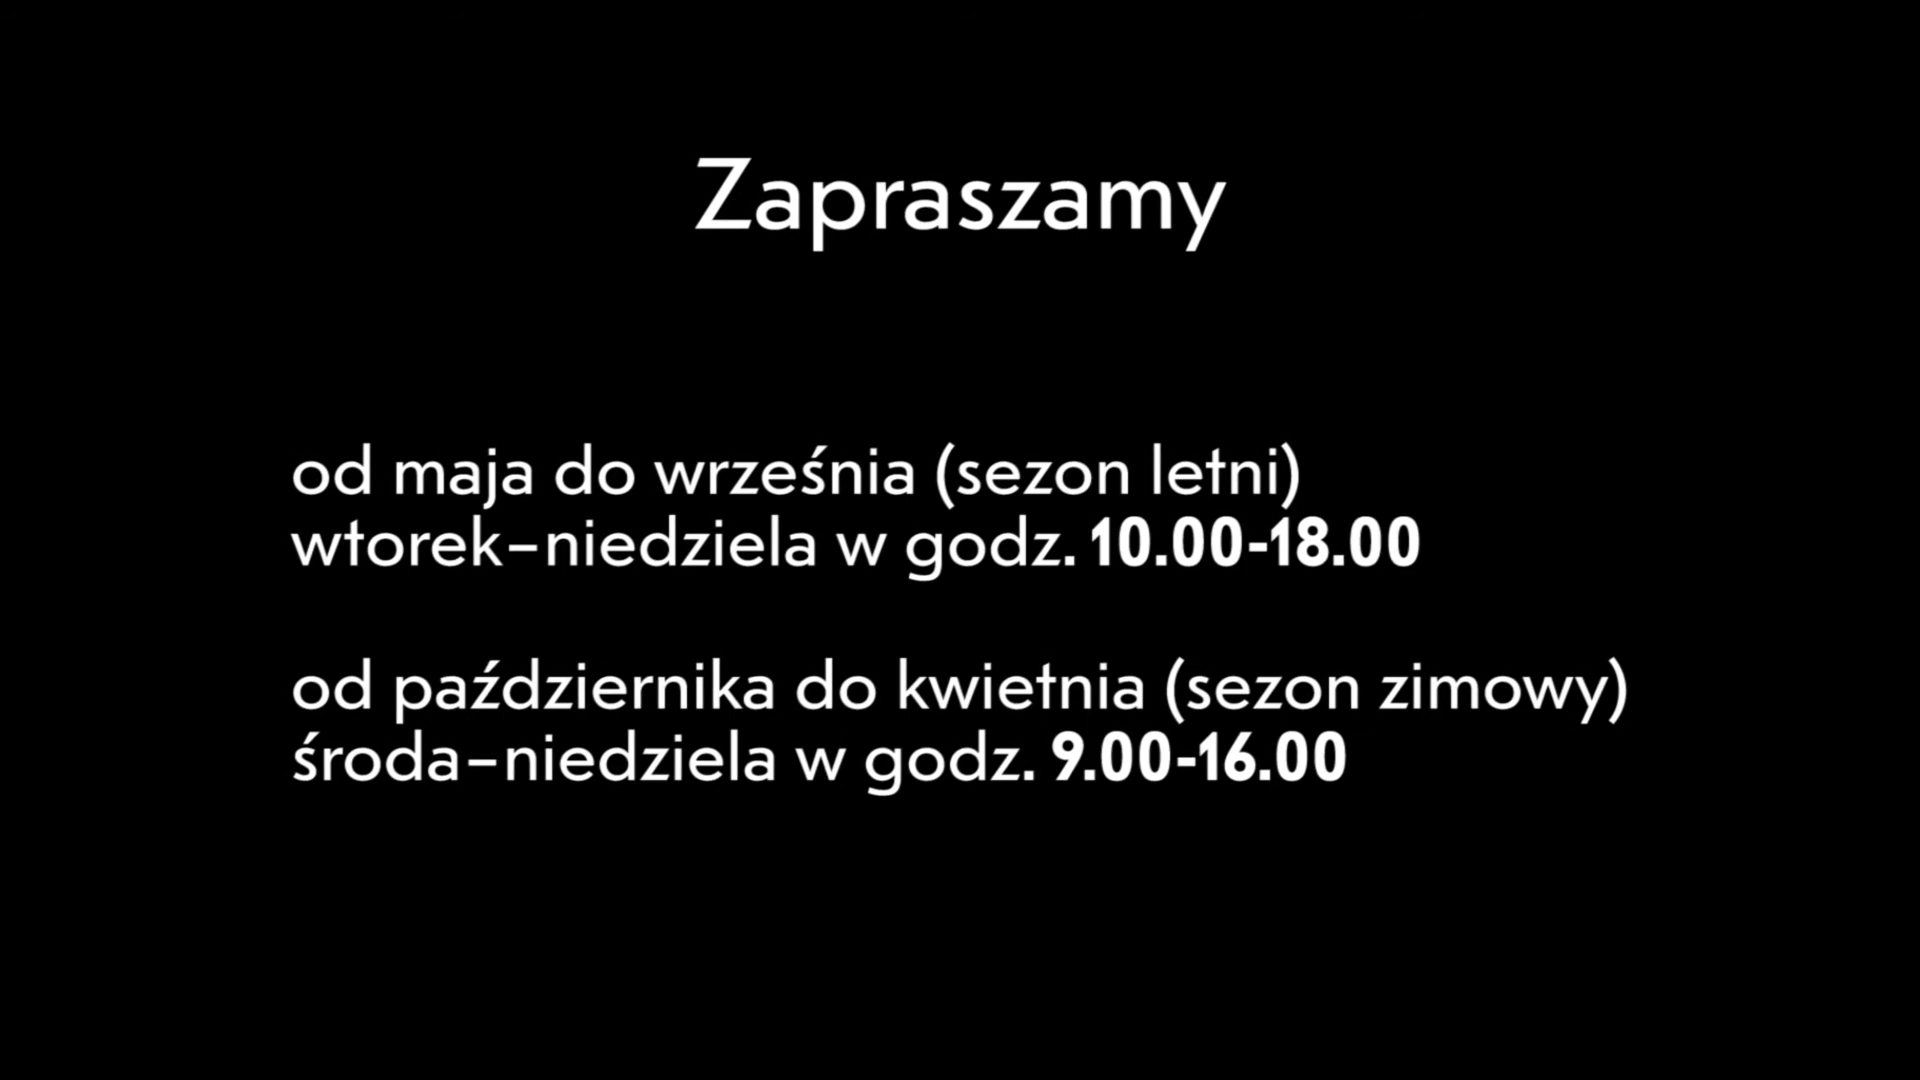 Zapraszamy
od maja do września (sezon letni)
wtorek–niedziela w godz. 10.00-18.00
od października do kwietnia (sezon zimowy)
środa–niedziela w godz. 9.00-16.00